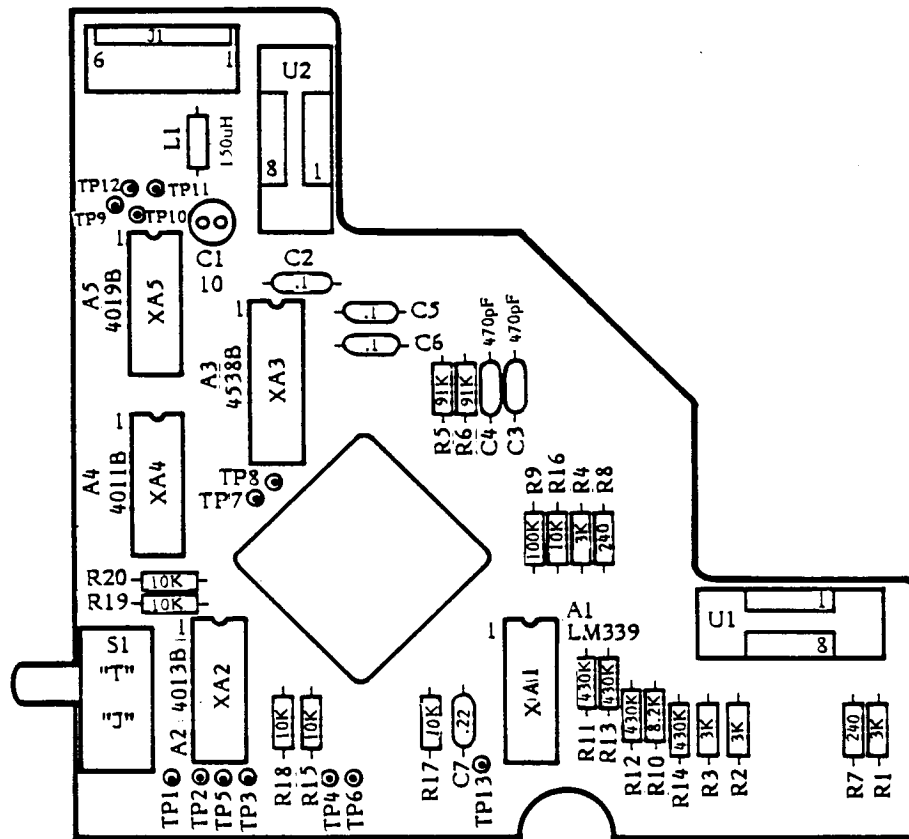 J1
6 1
U2
8 1
L1
150uH
TP12
TP11
TP9
TP10
C1
10
1
A5
4019B
XA5
C2
.1
.1
C5
.1
C6
1
A3
4538B
XA3
470pF
470pF
91K
91K
R5
R6
C4
C3
1
A4
4011B
XA4
TP8
TP7
R9
R16
R4
R8
100K
10K
3K
240
R20
10K
R19
10K
S1
"T"
"J"
1
A2
4013B
XA2
1
XA1
A1
LM339
U1
1
8
10K
10K
R18
R15
10K
R17
.22
C7
430K
430K
R11
R13
430K
8.2K
R12
R10
430K
R14
3K
R3
3K
R2
240
R7
3K
R1
TP1
TP2
TP5
TP3
TP4
TP6
TP13